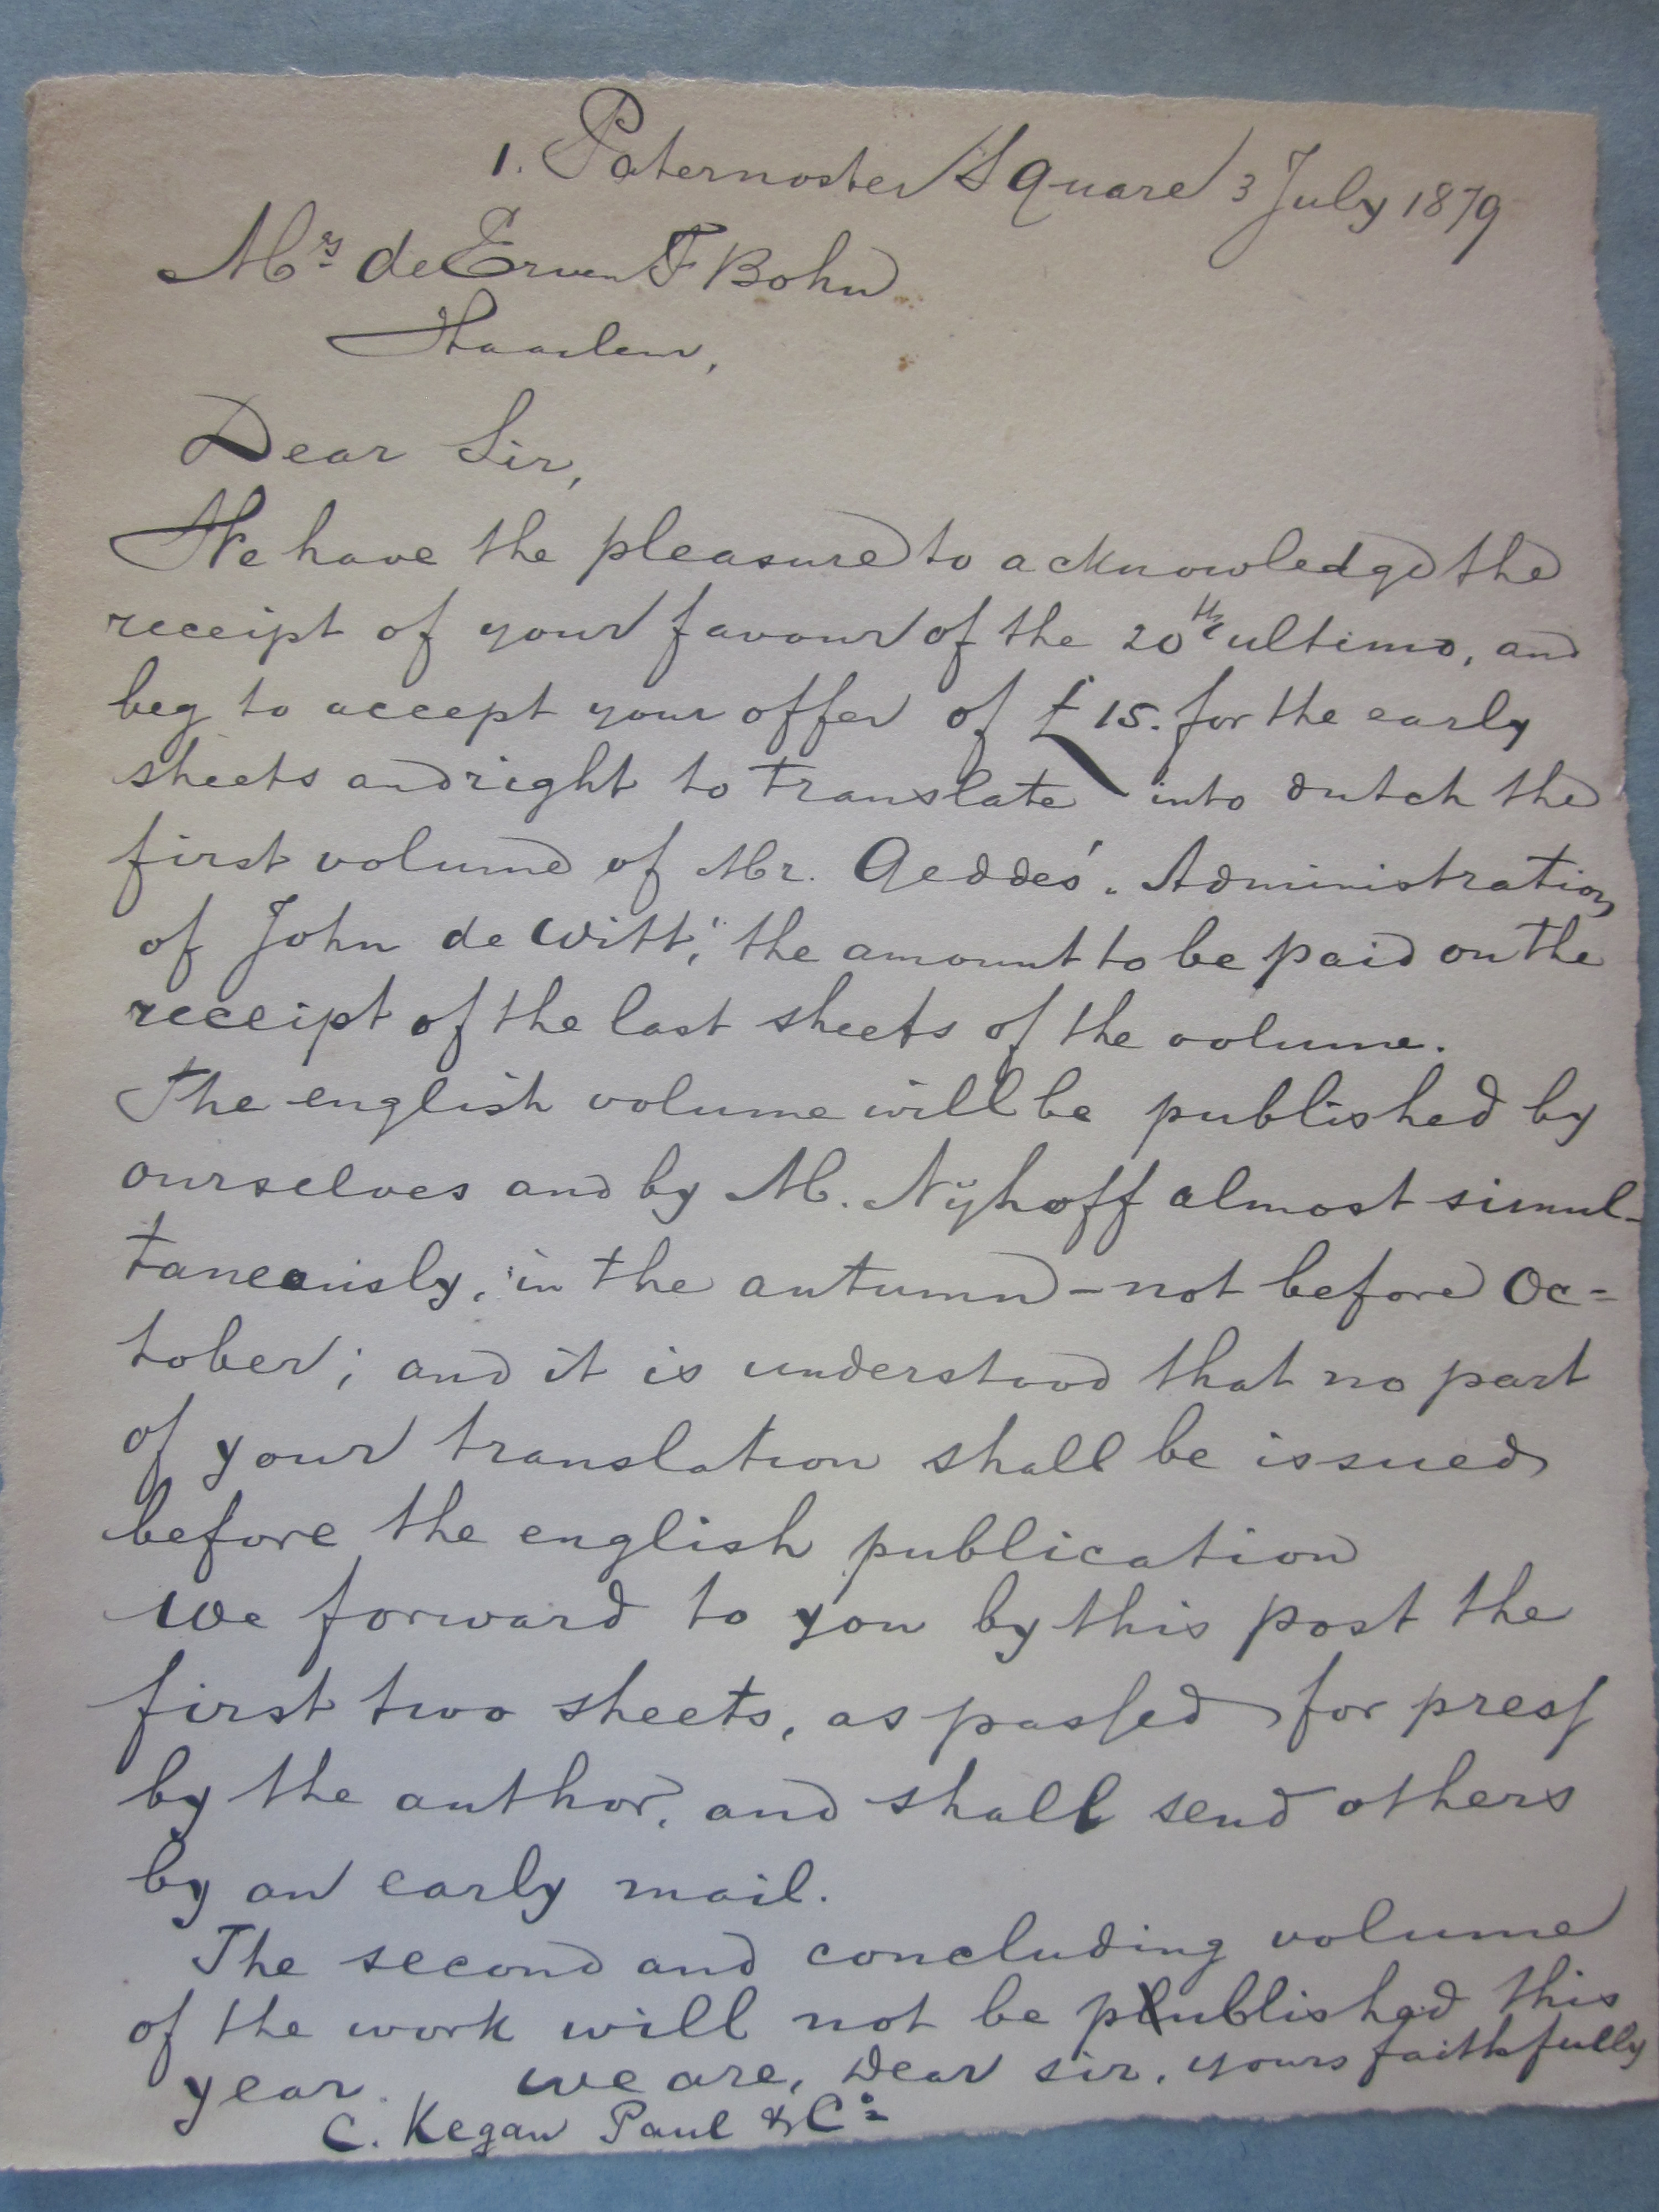 1. Paternoster Square 3 July 1879
Mrs de Erven F Bohn
Haarlem,
Dear Sir,
We have the pleasure to acknowledge the
receipt of your favour of the 20th ultimo, and
beg to accept your offer of £15. for the early
sheets and right to translate into dutch the
first volume of Mr. Geddes' "Administration
of John de Witt," the amount to be paid on the
receipt of the last sheets of the volume.
The english volume will be published by
ourselves and by M. Nÿhoff almost simul-
taneously, in the autumn - not before Oc=
tober; and it is understood that no part
of your translation shall be issued
before the english publication
We forward to you by this post the
first two sheets, as paſsed for preſs
by the author, and shall send others
by an early mail.
The second and concluding volume
of the work will not be published this
year. We are, Dear sir, yours faithfully
C. Kegan Paul & Co